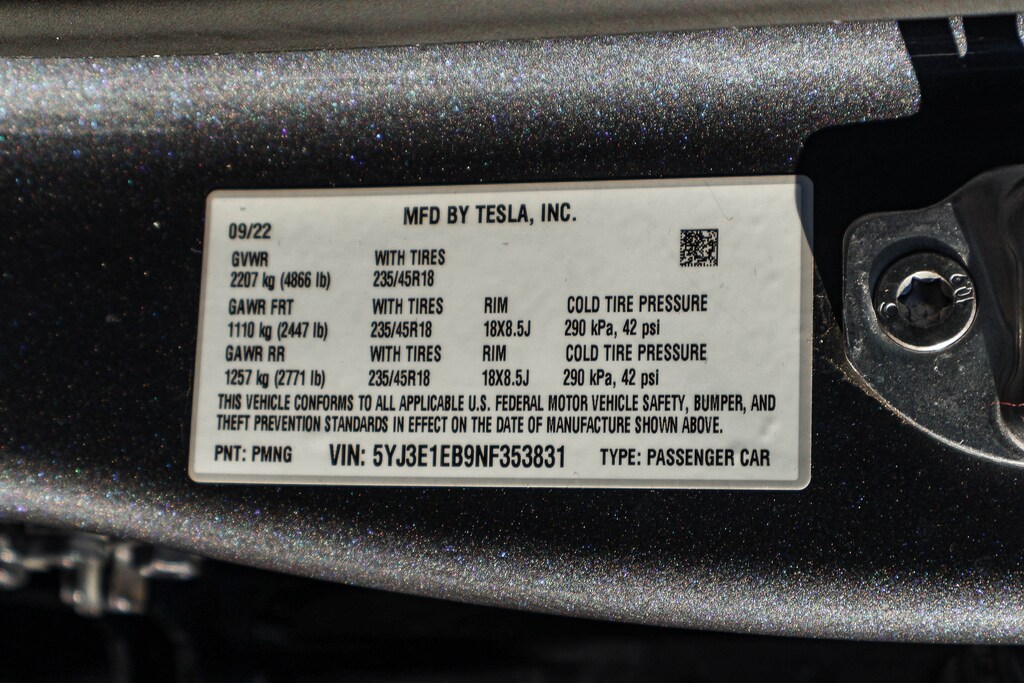 MFD BY TESLA, INC.
09/22
GVWR WITH TIRES
2207 kg (4866 lb) 235/45R18
GAWR FRT WITH TIRES RIM COLD TIRE PRESSURE
1110 kg (2447 lb) 235/45R18 18X8.5J 290 kPa, 42 psi
GAWR RR WITH TIRES RIM COLD TIRE PRESSURE
1257 kg (2771 lb) 235/45R18 18X8.5J 290 kPa, 42 psi
THIS VEHICLE CONFORMS TO ALL APPLICABLE U.S. FEDERAL MOTOR VEHICLE SAFETY, BUMPER, AND
THEFT PREVENTION STANDARDS IN EFFECT ON THE DATE OF MANUFACTURE SHOWN ABOVE.
PNT: PMNG VIN: 5YJ3E1EB9NF353831 TYPE: PASSENGER CAR